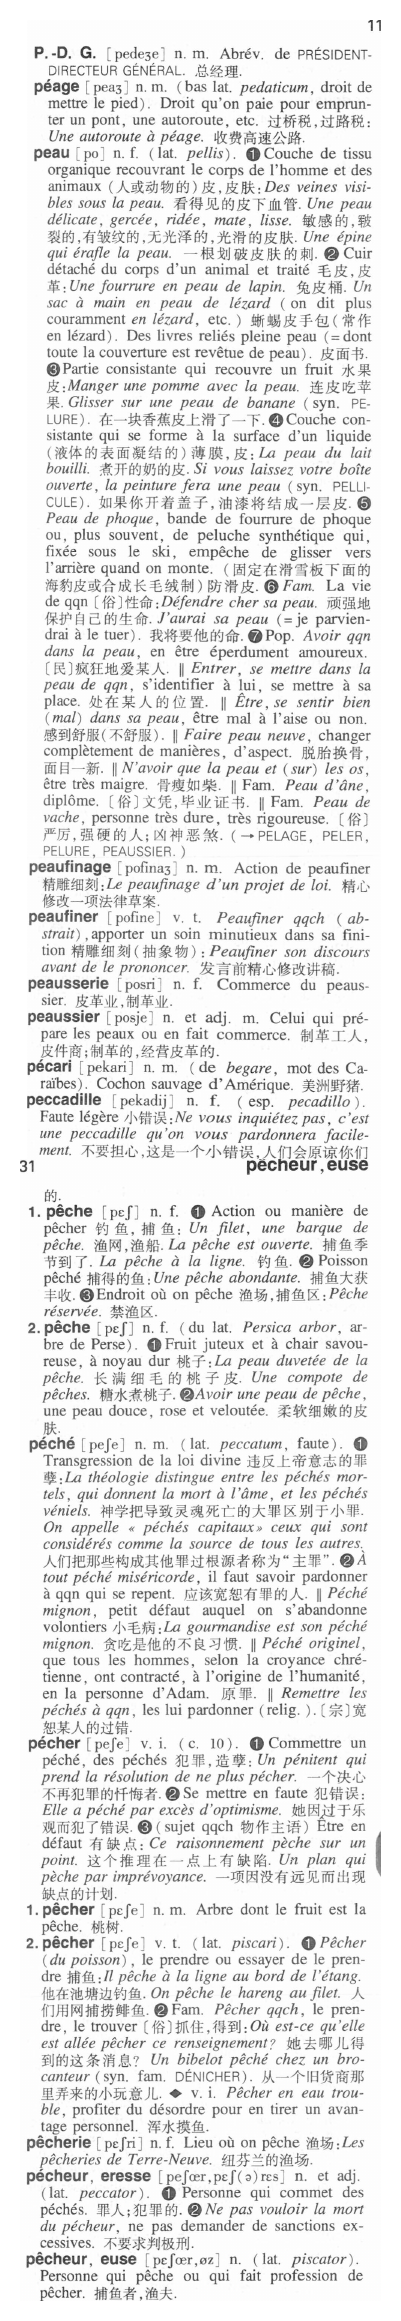 11
P.-D. G. [pedeʒe] n. m. Abrév. de PRÉSIDENT-
DIRECTEUR GÉNÉRAL. 总经理.
péage [peaʒ] n. m. (bas lat. pedaticum, droit de
mettre le pied). Droit qu'on paie pour emprun-
ter un pont, une autoroute, etc. 过桥税,过路税:
Une autoroute à péage. 收费高速公路.
peau [po] n. f. (lat. pellis). ❶ Couche de tissu
organique recouvrant le corps de l'homme et des
animaux (人或动物的) 皮,皮肤: Des veines visi-
bles sous la peau. 看得见的皮下血管. Une peau
délicate, gercée, ridée, mate, lisse. 敏感的,皲
裂的,有皱纹的,无光泽的,光滑的皮肤. Une épine
qui érafle la peau. 一根划破皮肤的刺. ❷ Cuir
détaché du corps d'un animal et traité 毛皮,皮
革: Une fourrure en peau de lapin. 兔皮桶. Un
sac à main en peau de lézard (on dit plus
couramment en lézard, etc.) 蜥蜴皮手包(常作
en lézard). Des livres reliés pleine peau (= dont
toute la couverture est revêtue de peau). 皮面书.
❸ Partie consistante qui recouvre un fruit 水果
皮: Manger une pomme avec la peau. 连皮吃苹
果. Glisser sur une peau de banane (syn. PE-
LURE). 在一块香蕉皮上滑了一下. ❹ Couche con-
sistante qui se forme à la surface d'un liquide
(液体的表面凝结的) 薄膜,皮: La peau du lait
bouilli. 煮开的奶的皮. Si vous laissez votre boîte
ouverte, la peinture fera une peau (syn. PELLI-
CULE). 如果你开着盖子,油漆将结成一层皮. ❺
Peau de phoque, bande de fourrure de phoque
ou, plus souvent, de peluche synthétique qui,
fixée sous le ski, empêche de glisser vers
l'arrière quand on monte. (固定在滑雪板下面的
海豹皮或合成长毛绒制) 防滑皮. ❻ Fam. La vie
de qqn [俗]性命: Défendre cher sa peau. 顽强地
保护自己的生命. J'aurai sa peau (= je parvien-
drai à le tuer). 我将要他的命. ❼ Pop. Avoir qqn
dans la peau, en être éperdument amoureux.
[民]疯狂地爱某人. ‖ Entrer, se mettre dans la
peau de qqn, s'identifier à lui, se mettre à sa
place. 处在某人的位置. ‖ Être, se sentir bien
(mal) dans sa peau, être mal à l'aise ou non.
感到舒服(不舒服). ‖ Faire peau neuve, changer
complètement de manières, d'aspect. 脱胎换骨,
面目一新. ‖ N'avoir que la peau et (sur) les os,
être très maigre. 骨瘦如柴. ‖ Fam. Peau d'âne,
diplôme. [俗] 文凭,毕业证书. ‖ Fam. Peau de
vache, personne très dure, très rigoureuse. [俗]
严厉,强硬的人;凶神恶煞. (→ PELAGE, PELER,
PELURE, PEAUSSIER.)
peaufinage [pofinaʒ] n. m. Action de peaufiner
精雕细刻: Le peaufinage d'un projet de loi. 精心
修改一项法律草案.
peaufiner [pofine] v. t. Peaufiner qqch (ab-
strait), apporter un soin minutieux dans sa fini-
tion 精雕细刻(抽象物): Peaufiner son discours
avant de le prononcer. 发言前精心修改讲稿.
peausserie [posri] n. f. Commerce du peaus-
sier. 皮革业,制革业.
peaussier [posje] n. et adj. m. Celui qui pré-
pare les peaux ou en fait commerce. 制革工人,
皮件商;制革的,经营皮革的.
pécari [pekari] n. m. (de begare, mot des Ca-
raïbes). Cochon sauvage d'Amérique. 美洲野猪.
peccadille [pekadij] n. f. (esp. pecadillo).
Faute légère 小错误: Ne vous inquiétez pas, c'est
une peccadille qu'on vous pardonnera facile-
ment. 不要担心,这是一个小错误,人们会原谅你们
31 pêcheur, euse
的.
1. pêche [pɛʃ] n. f. ❶ Action ou manière de
pêcher 钓鱼, 捕鱼: Un filet, une barque de
pêche. 渔网,渔船. La pêche est ouverte. 捕鱼季
节到了. La pêche à la ligne. 钓鱼. ❷ Poisson
pêché 捕得的鱼: Une pêche abondante. 捕鱼大获
丰收. ❸ Endroit où on pêche 渔场,捕鱼区: Pêche
réservée. 禁渔区.
2. pêche [pɛʃ] n. f. (du lat. Persica arbor, ar-
bre de Perse). ❶ Fruit juteux et à chair savou-
reuse, à noyau dur 桃子: La peau duvetée de la
pêche. 长满细毛的桃子皮. Une compote de
pêches. 糖水煮桃子. ❷ Avoir une peau de pêche,
une peau douce, rose et veloutée. 柔软细嫩的皮
肤.
péché [peʃe] n. m. (lat. peccatum, faute). ❶
Transgression de la loi divine 违反上帝意志的罪
孽: La théologie distingue entre les péchés mor-
tels, qui donnent la mort à l'âme, et les péchés
véniels. 神学把导致灵魂死亡的大罪区别于小罪.
On appelle « péchés capitaux» ceux qui sont
considérés comme la source de tous les autres.
人们把那些构成其他罪过根源者称为“主罪”. ❷ À
tout péché miséricorde, il faut savoir pardonner
à qqn qui se repent. 应该宽恕有罪的人. ‖ Péché
mignon, petit défaut auquel on s'abandonne
volontiers 小毛病: La gourmandise est son péché
mignon. 贪吃是他的不良习惯. ‖ Péché originel,
que tous les hommes, selon la croyance chré-
tienne, ont contracté, à l'origine de l'humanité,
en la personne d'Adam. 原罪. ‖ Remettre les
péchés à qqn, les lui pardonner (relig.). [宗]宽
恕某人的过错.
pécher [peʃe] v. i. (c. 10). ❶ Commettre un
péché, des péchés 犯罪,造孽: Un pénitent qui
prend la résolution de ne plus pécher. 一个决心
不再犯罪的忏悔者. ❷ Se mettre en faute 犯错误:
Elle a péché par excès d'optimisme. 她因过于乐
观而犯了错误. ❸ (sujet qqch 物作主语) Être en
défaut 有缺点: Ce raisonnement pèche sur un
point. 这个推理在一点上有缺陷. Un plan qui
pèche par imprévoyance. 一项因没有远见而出现
缺点的计划.
1. pêcher [pɛʃe] n. m. Arbre dont le fruit est la
pêche. 桃树.
2. pêcher [pɛʃe] v. t. (lat. piscari). ❶ Pêcher
(du poisson), le prendre ou essayer de le pren-
dre 捕鱼: Il pêche à la ligne au bord de l'étang.
他在池塘边钓鱼. On pêche le hareng au filet. 人
们用网捕捞鲱鱼. ❷ Fam. Pêcher qqch, le pren-
dre, le trouver [俗]抓住,得到: Où est-ce qu'elle
est allée pêcher ce renseignement? 她去哪儿得
到的这条消息? Un bibelot pêché chez un bro-
canteur (syn. fam. DÉNICHER). 从一个旧货商那
里弄来的小玩意儿. ◆ v. i. Pêcher en eau trou-
ble, profiter du désordre pour en tirer un avan-
tage personnel. 浑水摸鱼.
pêcherie [pɛʃri] n. f. Lieu où on pêche 渔场: Les
pêcheries de Terre-Neuve. 纽芬兰的渔场.
pécheur, eresse [peʃœr, peʃ(ə)rɛs] n. et adj.
(lat. peccator). ❶ Personne qui commet des
péchés. 罪人;犯罪的. ❷ Ne pas vouloir la mort
du pécheur, ne pas demander de sanctions ex-
cessives. 不要求判极刑.
pêcheur, euse [pɛʃœr, øz] n. (lat. piscator).
Personne qui pêche ou qui fait profession de
pêcher. 捕鱼者,渔夫.